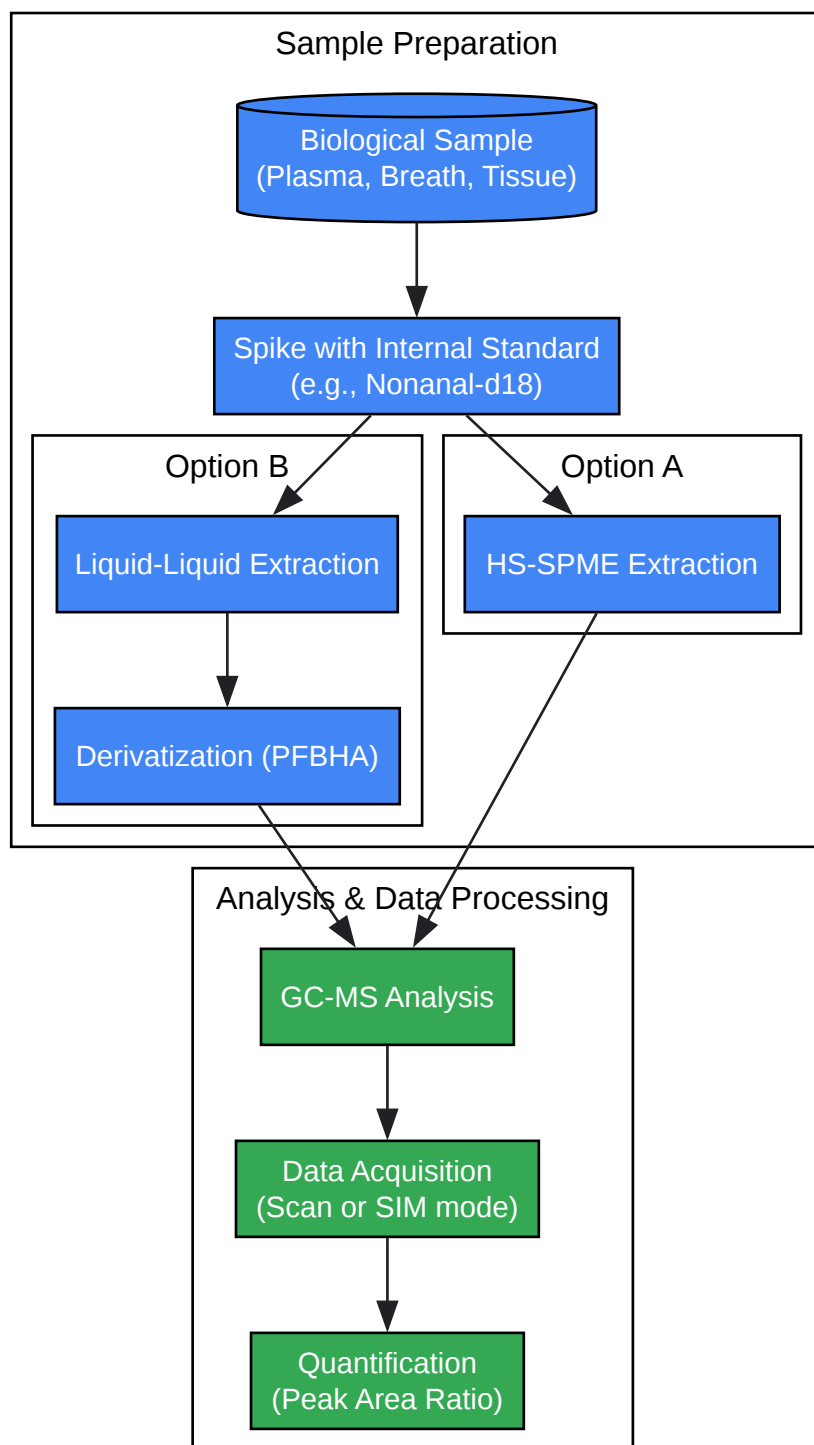 Sample Preparation
Biological Sample
(Plasma, Breath, Tissue)
Spike with Internal Standard
(e.g., Nonanal-d18)
Option B
Option A
Liquid-Liquid Extraction
HS-SPME Extraction
Derivatization (PFBHA)
Analysis & Data Processing
GC-MS Analysis
Data Acquisition
(Scan or SIM mode)
Quantification
(Peak Area Ratio)